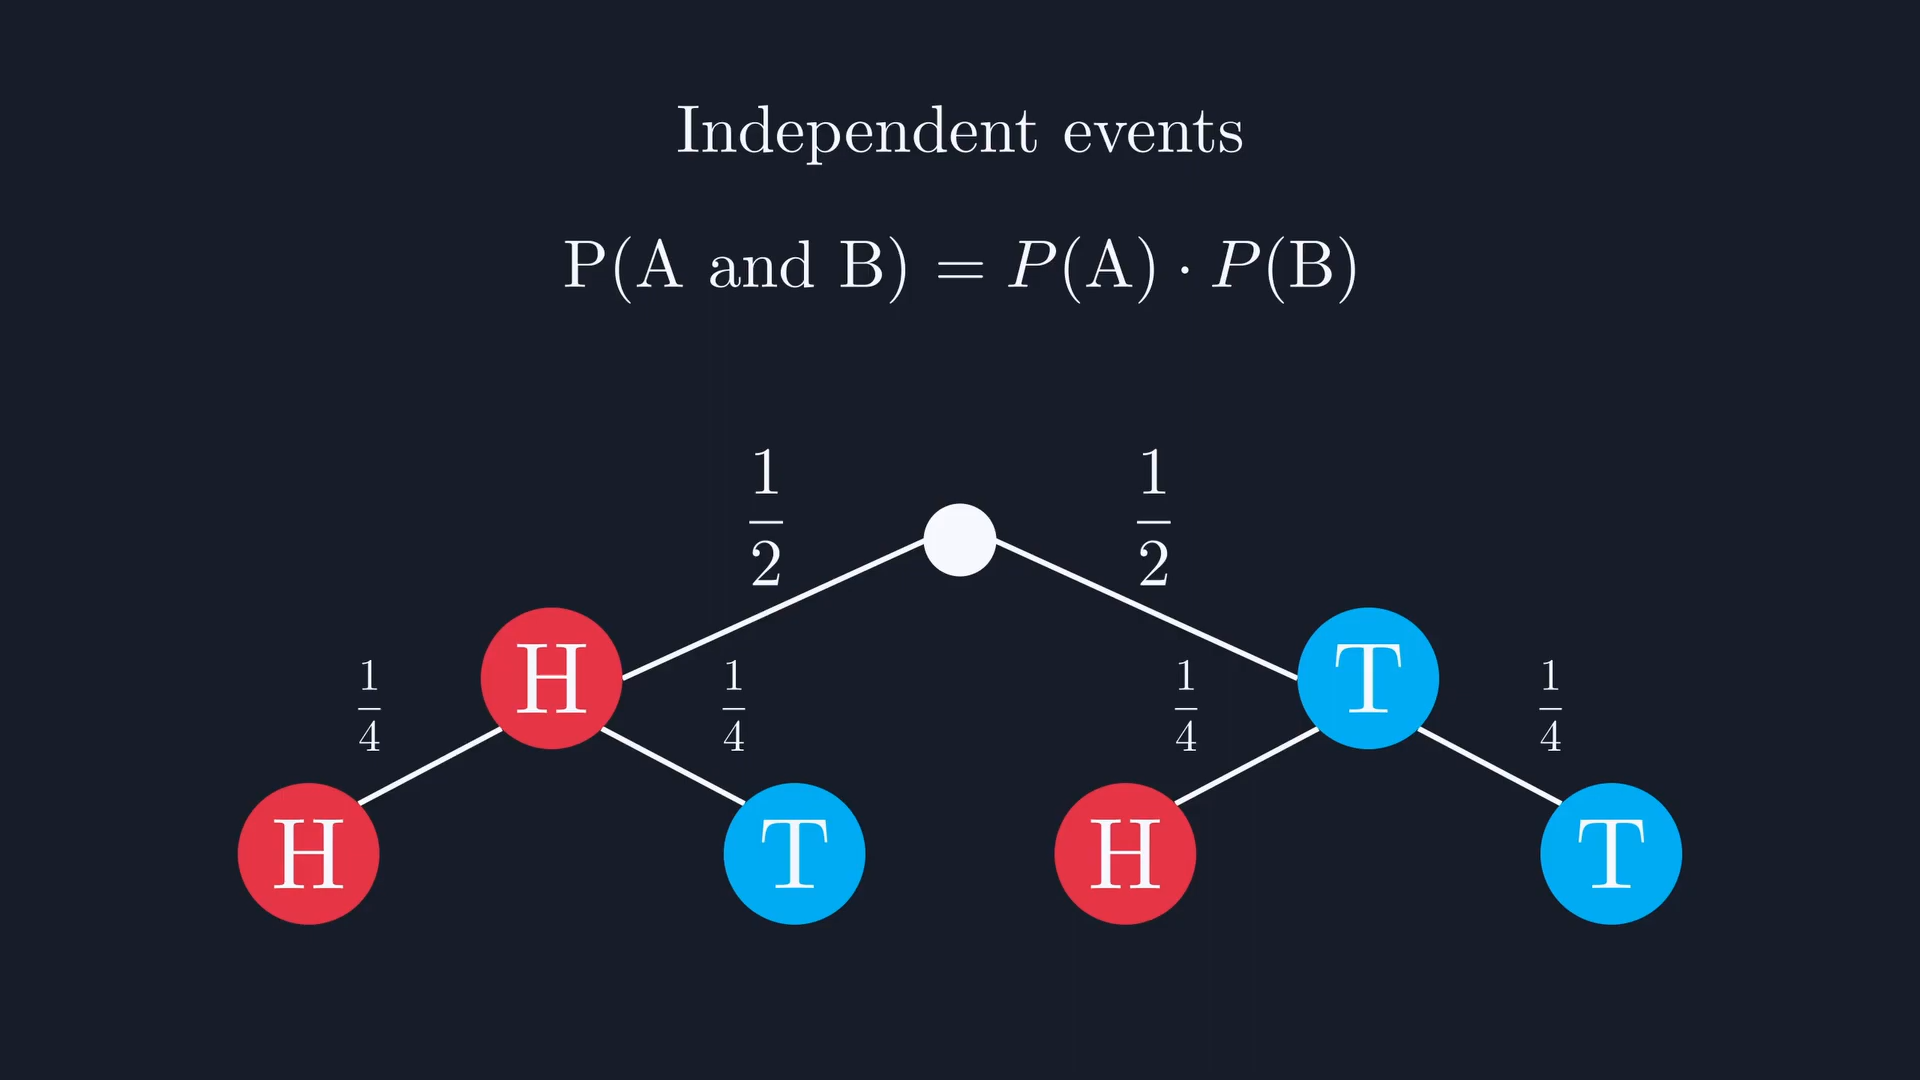 Independent events
P(A and B) = P(A) · P(B)
1/2 1/2
H T
1/4 1/4 1/4 1/4
H T H T